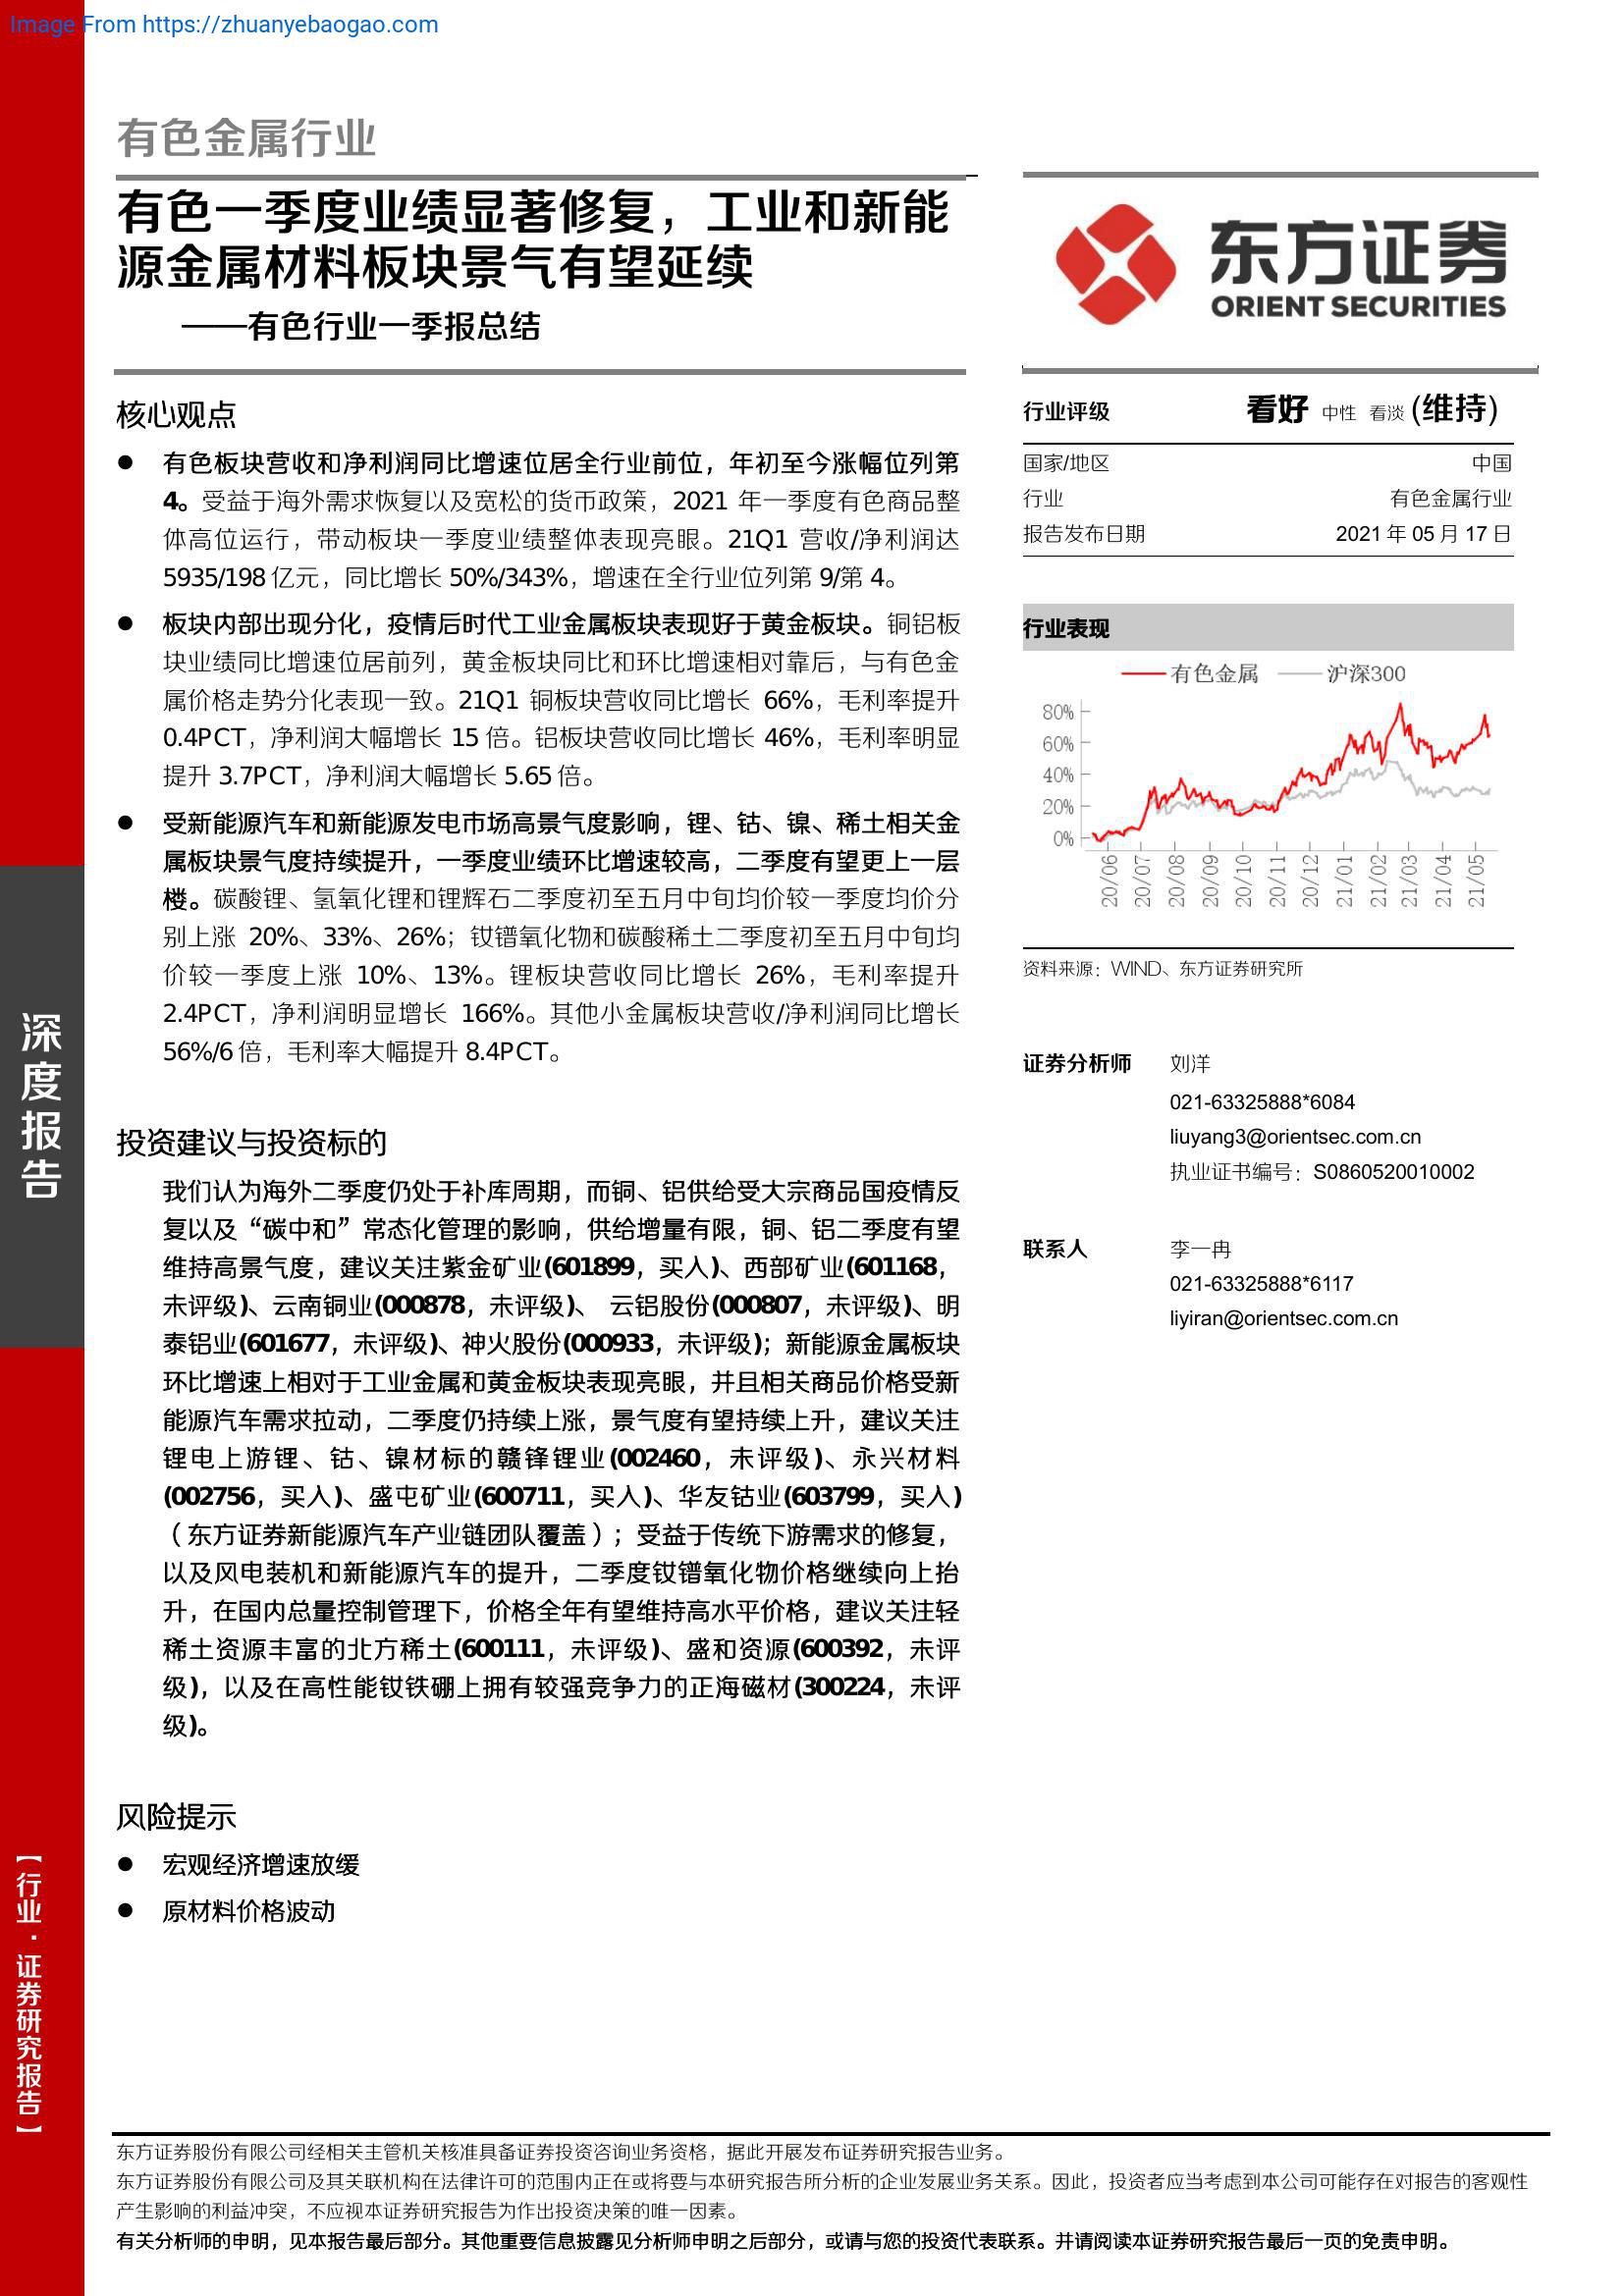 Image From https://zhuanyebaogao.com
有色金属行业
有色一季度业绩显著修复，工业和新能
源金属材料板块景气有望延续
——有色行业一季报总结
核心观点
● 有色板块营收和净利润同比增速位居全行业前位，年初至今涨幅位列第
4。受益于海外需求恢复以及宽松的货币政策，2021 年一季度有色商品整
体高位运行，带动板块一季度业绩整体表现亮眼。21Q1 营收/净利润达
5935/198 亿元，同比增长 50%/343%，增速在全行业位列第 9/第 4。
● 板块内部出现分化，疫情后时代工业金属板块表现好于黄金板块。铜铝板
块业绩同比增速位居前列，黄金板块同比和环比增速相对靠后，与有色金
属价格走势分化表现一致。21Q1 铜板块营收同比增长 66%，毛利率提升
0.4PCT，净利润大幅增长 15 倍。铝板块营收同比增长 46%，毛利率明显
提升 3.7PCT，净利润大幅增长 5.65 倍。
● 受新能源汽车和新能源发电市场高景气度影响，锂、钴、镍、稀土相关金
属板块景气度持续提升，一季度业绩环比增速较高，二季度有望更上一层
楼。碳酸锂、氢氧化锂和锂辉石二季度初至五月中旬均价较一季度均价分
别上涨 20%、33%、26%；钕镨氧化物和碳酸稀土二季度初至五月中旬均
价较一季度上涨 10%、13%。锂板块营收同比增长 26%，毛利率提升
2.4PCT，净利润明显增长 166%。其他小金属板块营收/净利润同比增长
56%/6 倍，毛利率大幅提升 8.4PCT。
投资建议与投资标的
我们认为海外二季度仍处于补库周期，而铜、铝供给受大宗商品国疫情反
复以及“碳中和”常态化管理的影响，供给增量有限，铜、铝二季度有望
维持高景气度，建议关注紫金矿业(601899，买入)、西部矿业(601168，
未评级)、云南铜业(000878，未评级)、 云铝股份(000807，未评级)、明
泰铝业(601677，未评级)、神火股份(000933，未评级)；新能源金属板块
环比增速上相对于工业金属和黄金板块表现亮眼，并且相关商品价格受新
能源汽车需求拉动，二季度仍持续上涨，景气度有望持续上升，建议关注
锂电上游锂、钴、镍材标的赣锋锂业(002460，未评级)、永兴材料
(002756，买入)、盛屯矿业(600711，买入)、华友钴业(603799，买入)
（东方证券新能源汽车产业链团队覆盖）；受益于传统下游需求的修复，
以及风电装机和新能源汽车的提升，二季度钕镨氧化物价格继续向上抬
升，在国内总量控制管理下，价格全年有望维持高水平价格，建议关注轻
稀土资源丰富的北方稀土(600111，未评级)、盛和资源(600392，未评
级)，以及在高性能钕铁硼上拥有较强竞争力的正海磁材(300224，未评
级)。
风险提示
● 宏观经济增速放缓
● 原材料价格波动
东方证券
ORIENT SECURITIES
行业评级 看好 中性 看淡 (维持)
国家/地区 中国
行业 有色金属行业
报告发布日期 2021 年 05 月 17 日
行业表现
有色金属 沪深300
80%
60%
40%
20%
0%
20/06 20/07 20/08 20/09 20/10 20/11 20/12 21/01 21/02 21/03 21/04 21/05
资料来源：WIND、东方证券研究所
证券分析师 刘洋
021-63325888*6084
liuyang3@orientsec.com.cn
执业证书编号：S0860520010002
联系人 李一冉
021-63325888*6117
liyiran@orientsec.com.cn
深度报告
【行业·证券研究报告】
东方证券股份有限公司经相关主管机关核准具备证券投资咨询业务资格，据此开展发布证券研究报告业务。
东方证券股份有限公司及其关联机构在法律许可的范围内正在或将要与本研究报告所分析的企业发展业务关系。因此，投资者应当考虑到本公司可能存在对报告的客观性
产生影响的利益冲突，不应视本证券研究报告为作出投资决策的唯一因素。
有关分析师的申明，见本报告最后部分。其他重要信息披露见分析师申明之后部分，或请与您的投资代表联系。并请阅读本证券研究报告最后一页的免责申明。